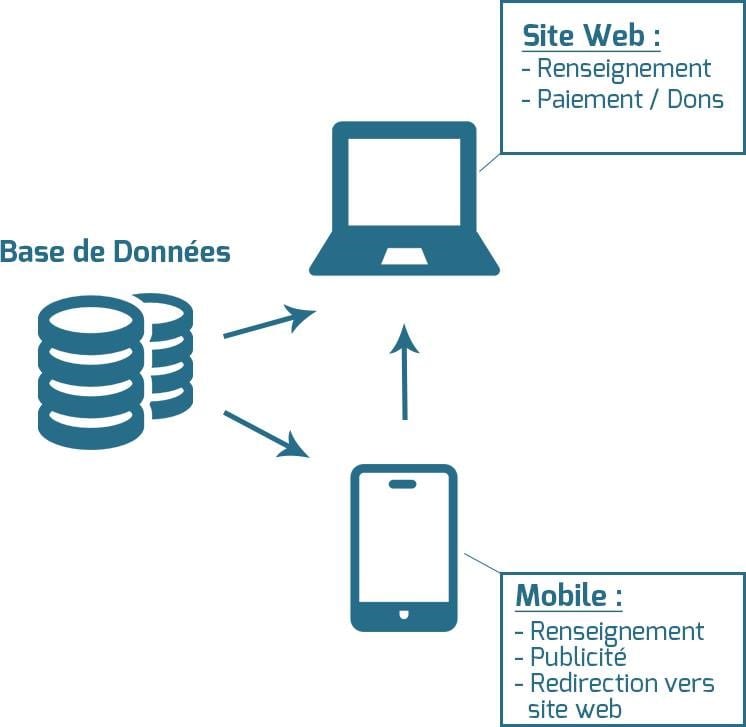 Site Web :
- Renseignement
- Paiement / Dons
Base de Données
Mobile :
- Renseignement
- Publicité
- Redirection vers
site web